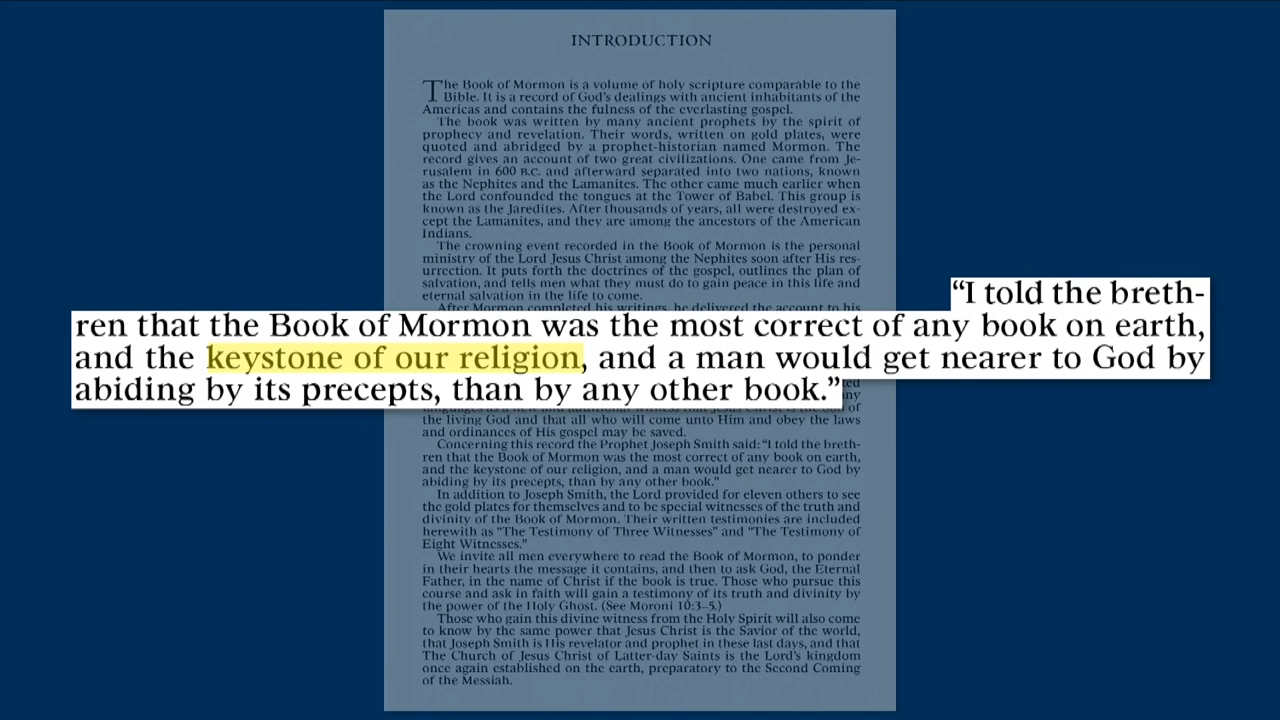 INTRODUCTION
The Book of Mormon is a volume of holy scripture comparable to the
Bible. It is a record of God's dealings with ancient inhabitants of the
Americas and contains the fulness of the everlasting gospel.
The book was written by many ancient prophets by the spirit of
prophecy and revelation. Their words, written on gold plates, were
quoted and abridged by a prophet-historian named Mormon. The
record gives an account of two great civilizations. One came from Je-
rusalem in 600 B.C. and afterward separated into two nations, known
as the Nephites and the Lamanites. The other came much earlier when
the Lord confounded the tongues at the Tower of Babel. This group is
known as the Jaredites. After thousands of years, all were destroyed ex-
cept the Lamanites, and they are among the ancestors of the American
Indians.
The crowning event recorded in the Book of Mormon is the personal
ministry of the Lord Jesus Christ among the Nephites soon after His res-
urrection. It puts forth the doctrines of the gospel, outlines the plan of
salvation, and tells men what they must do to gain peace in this life and
eternal salvation in the life to come.
After Mormon completed his writings, he delivered the account to his
“I told the breth-
ren that the Book of Mormon was the most correct of any book on earth,
and the keystone of our religion, and a man would get nearer to God by
abiding by its precepts, than by any other book.”
of
the living God and that all who will come unto Him and obey the laws
and ordinances of His gospel may be saved.
Concerning this record the Prophet Joseph Smith said: “I told the breth-
ren that the Book of Mormon was the most correct of any book on earth,
and the keystone of our religion, and a man would get nearer to God by
abiding by its precepts, than by any other book.”
In addition to Joseph Smith, the Lord provided for eleven others to see
the gold plates for themselves and to be special witnesses of the truth and
divinity of the Book of Mormon. Their written testimonies are included
herewith as “The Testimony of Three Witnesses” and “The Testimony of
Eight Witnesses.”
We invite all men everywhere to read the Book of Mormon, to ponder
in their hearts the message it contains, and then to ask God, the Eternal
Father, in the name of Christ if the book is true. Those who pursue this
course and ask in faith will gain a testimony of its truth and divinity by
the power of the Holy Ghost. (See Moroni 10:3–5.)
Those who gain this divine witness from the Holy Spirit will also come
to know by the same power that Jesus Christ is the Savior of the world,
that Joseph Smith is His revelator and prophet in these last days, and that
The Church of Jesus Christ of Latter-day Saints is the Lord's kingdom
once again established on the earth, preparatory to the Second Coming
of the Messiah.